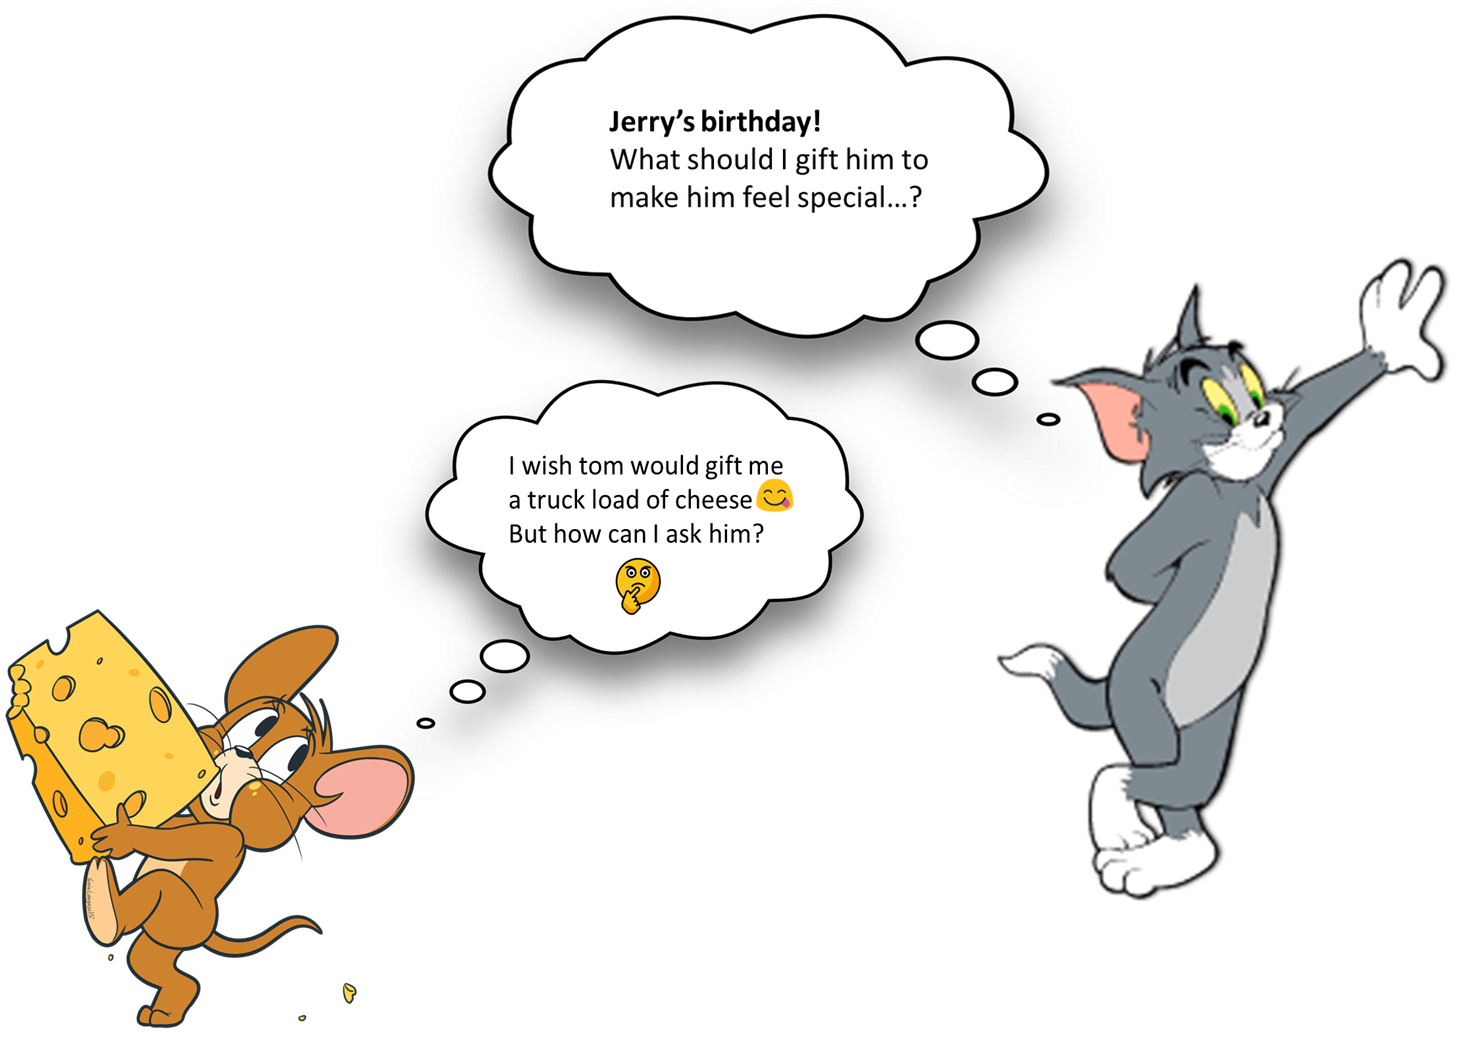 Jerry’s birthday!
What should I gift him to
make him feel special...?
I wish tom would gift me
a truck load of cheese😋
But how can I ask him?